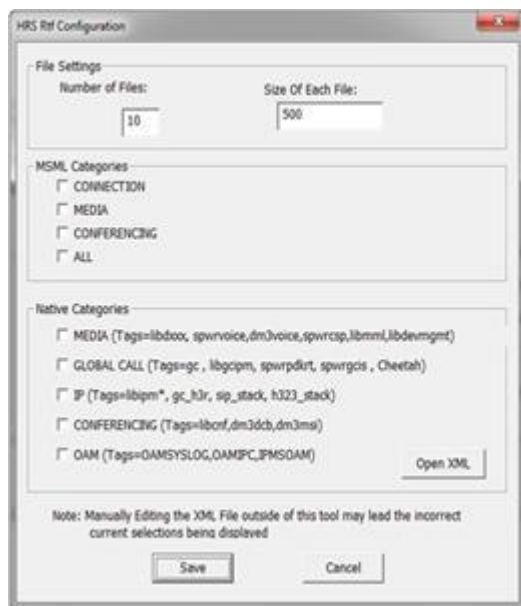 HRS Rtf Configuration
File Settings
Number of Files:
Size Of Each File:
10
500
MSML Categories
CONNECTION
MEDIA
CONFERENCING
ALL
Native Categories
MEDIA (Tags=libdxxx, spwrvoice,dm3voice,spwrcsp,libmml,libdevmgmt)
GLOBAL CALL (Tags=gc , libgcipm, spwrpdkrt, spwrgcis , Cheetah)
IP (Tags=libipm*, gc_h3r, sip_stack, h323_stack)
CONFERENCING (Tags=libcnf,dm3dcb,dm3msi)
OAM (Tags=OAMSYSLOG,OAMIPC,IPMSOAM)
Open XML
Note: Manually Editing the XML File outside of this tool may lead the incorrect
current selections being displayed
Save
Cancel